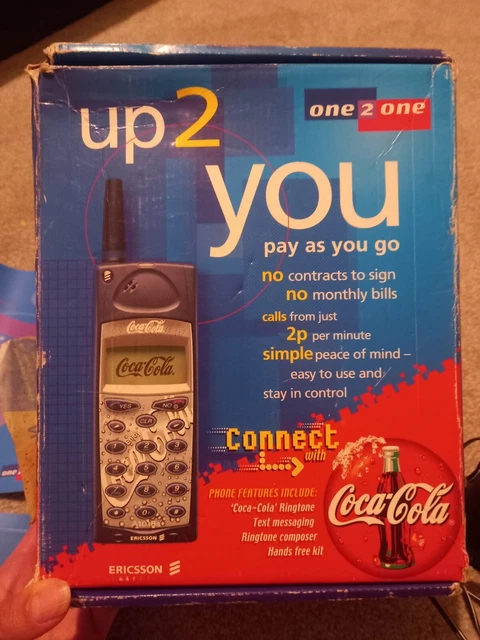 up2
you
one 2 one
pay as you go
no contracts to sign
no monthly bills
calls from just
2p per minute
simple peace of mind –
easy to use and
stay in control
Coca-Cola
Coca-Cola
YES
NO
CLR
ERICSSON
connect
with
PHONE FEATURES INCLUDE:
'Coca-Cola' Ringtone
Text messaging
Ringtone composer
Hands free kit
Coca-Cola
ERICSSON